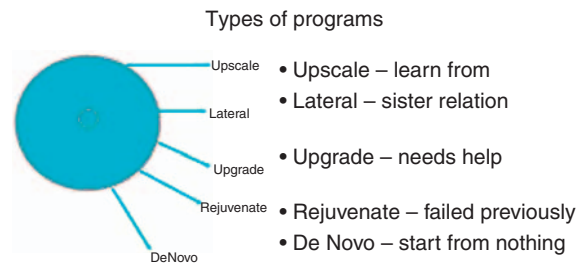 Types of programs
Upscale
Lateral
Upgrade
Rejuvenate
DeNovo
• Upscale – learn from
• Lateral – sister relation
• Upgrade – needs help
• Rejuvenate – failed previously
• De Novo – start from nothing